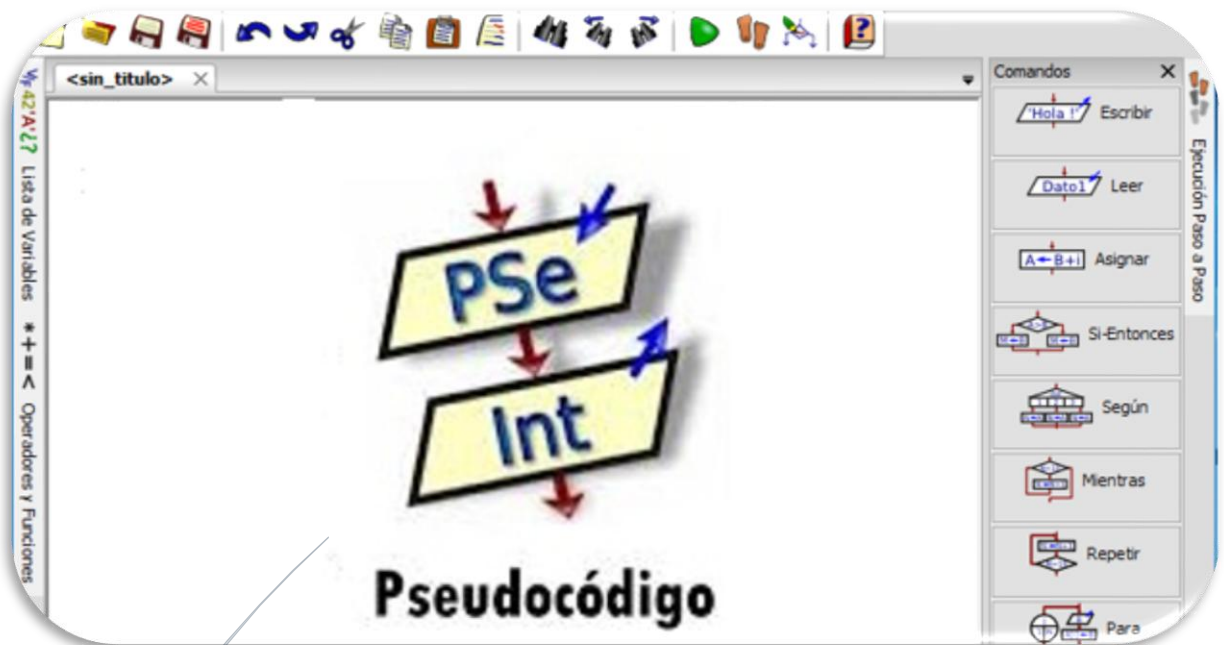 <sin_titulo>
V/F 42'A'¿?
Lista de Variables
*+=<
Operadores y Funciones
PSe
Int
Pseudocódigo
Comandos
'Hola !'
Escribir
Dato1
Leer
A←B+i
Asignar
Si-Entonces
Según
Mientras
Repetir
Para
Ejecución Paso a Paso